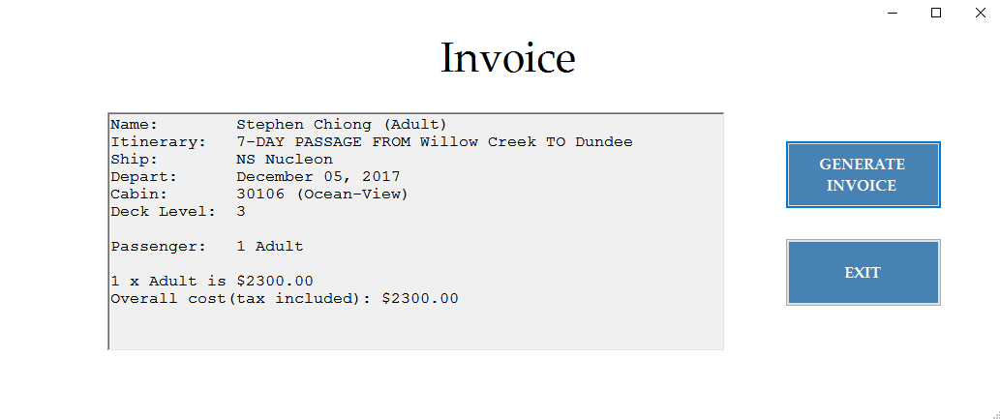 Invoice
Name: Stephen Chiong (Adult)
Itinerary: 7-DAY PASSAGE FROM Willow Creek TO Dundee
Ship: NS Nucleon
Depart: December 05, 2017
Cabin: 30106 (Ocean-View)
Deck Level: 3
Passenger: 1 Adult
1 x Adult is $2300.00
Overall cost(tax included): $2300.00
GENERATE
INVOICE
EXIT